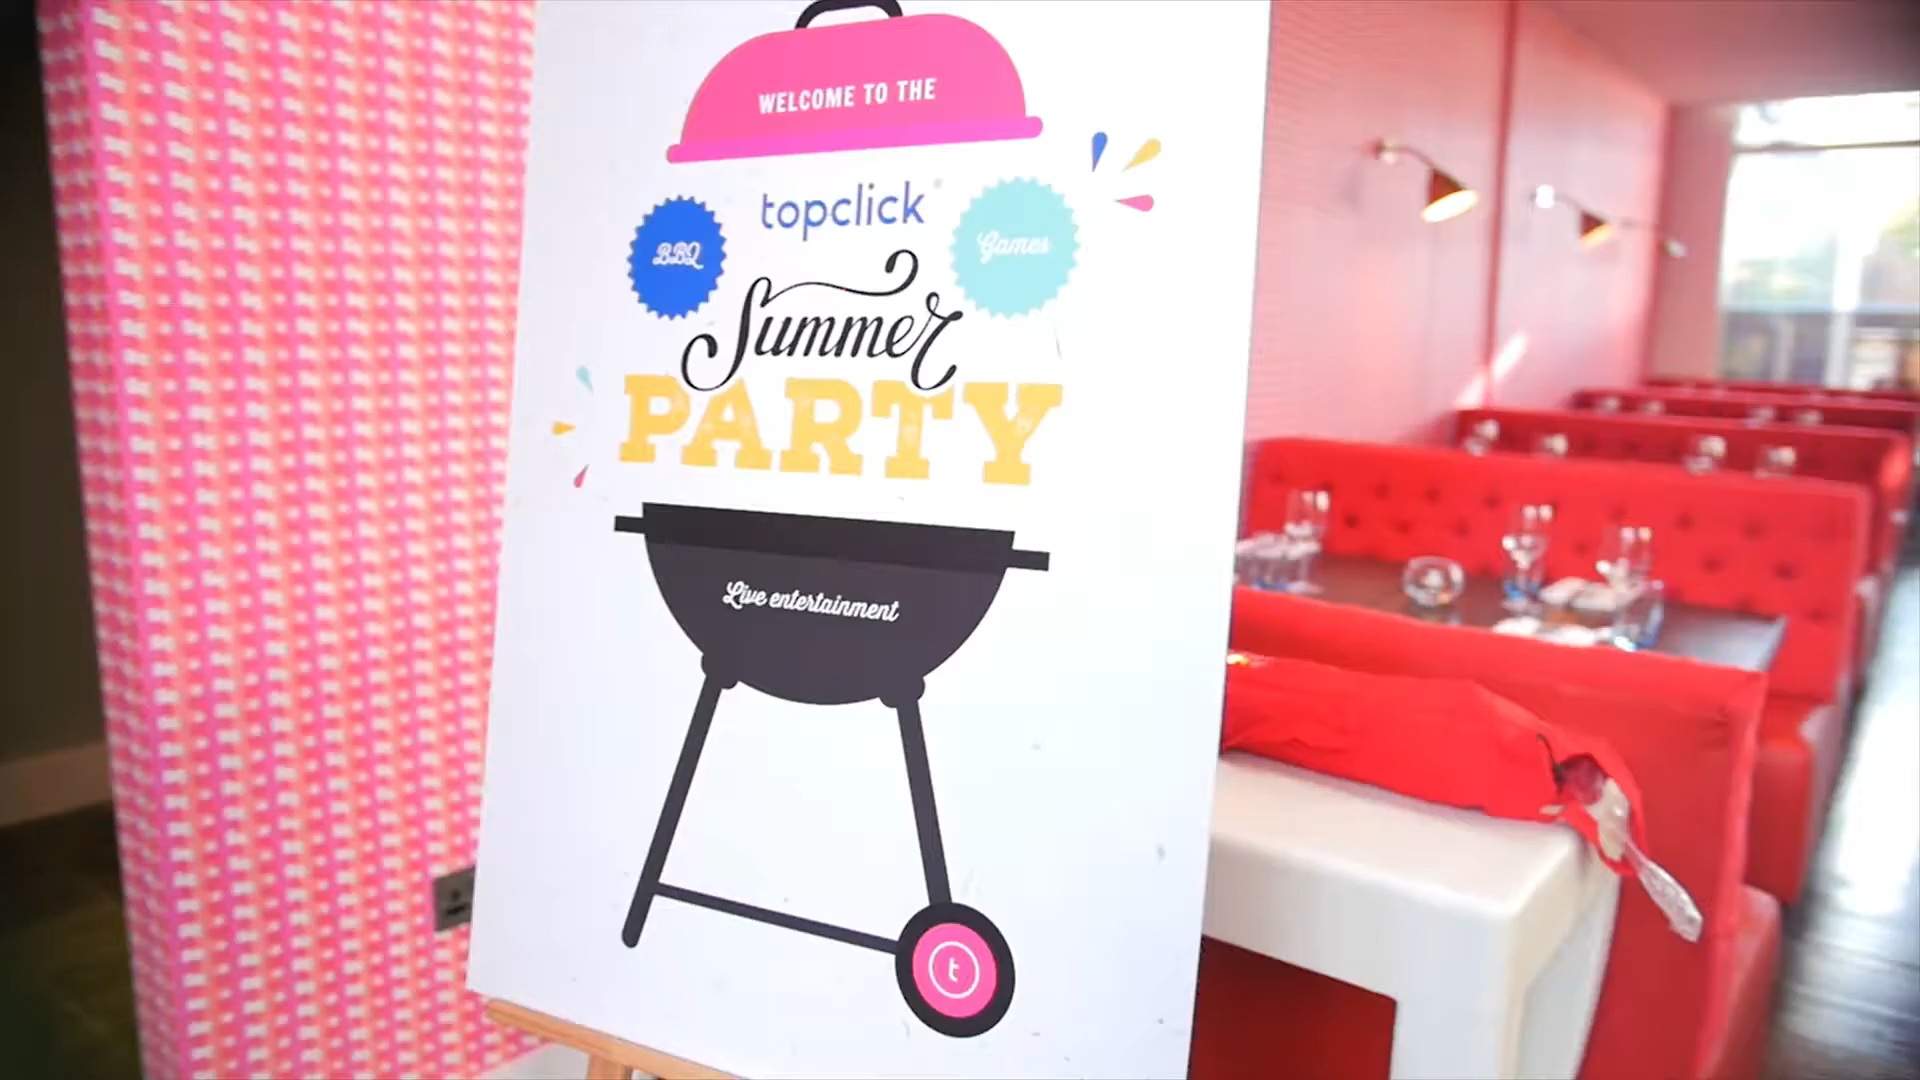 WELCOME TO THE
topclick
BBQ
Games
Summer
PARTY
Live entertainment
t